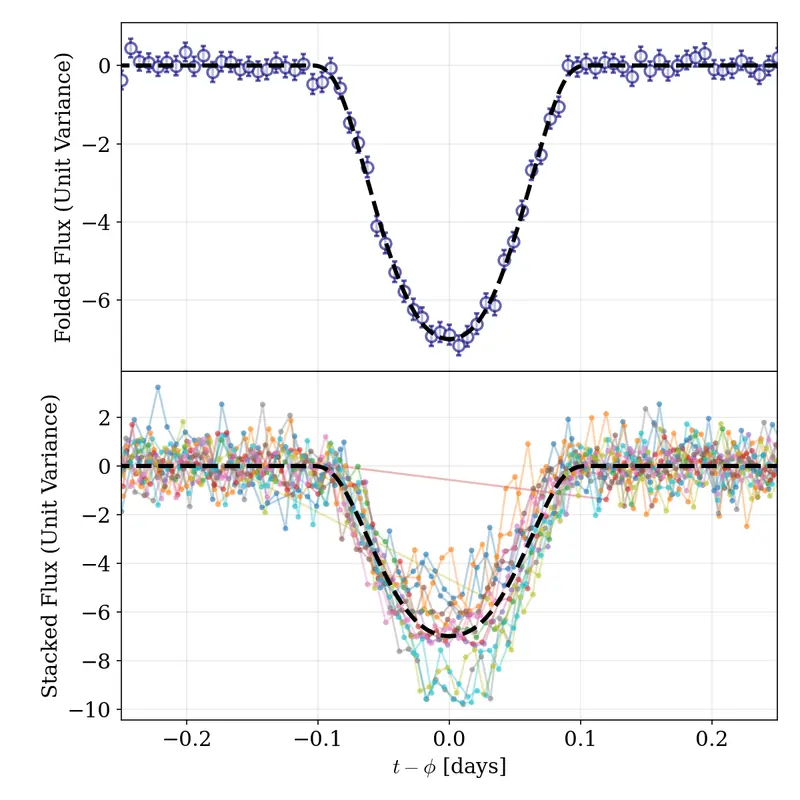 Folded Flux (Unit Variance)
0
−2
−4
−6
Stacked Flux (Unit Variance)
2
0
−2
−4
−6
−8
−10
−0.2 −0.1 0.0 0.1 0.2
t − ϕ [days]